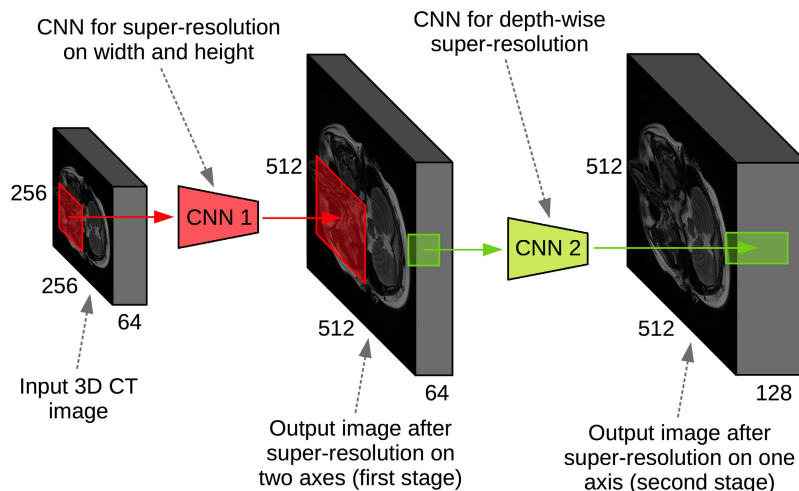 CNN for super-resolution
on width and height
CNN for depth-wise
super-resolution
256
256
64
CNN 1
512
512
64
CNN 2
512
512
128
Input 3D CT
image
Output image after
super-resolution on
two axes (first stage)
Output image after
super-resolution on one
axis (second stage)